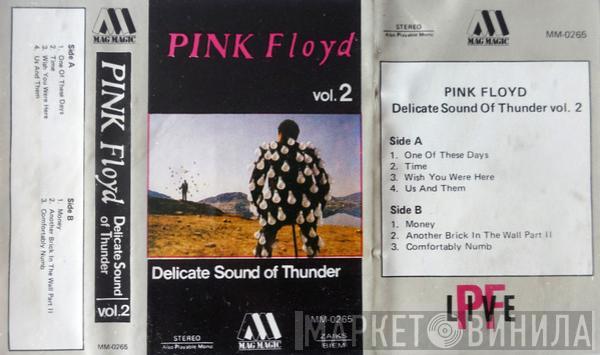 MAG MAGIC
Side A
1. One Of These Days
2. Time
3. Wish You Were Here
4. Us And Them
Side B
1. Money
2. Another Brick In The Wall Part II
3. Comfortably Numb
MAG MAGIC
PINK Floyd
Delicate Sound
of Thunder
vol.2
MM-0265
PINK Floyd
vol. 2
Delicate Sound of Thunder
STEREO
Also Playable Mono
MAG MAGIC
MM-0265
ZAIKS
BIEM
STEREO
Also Playable Mono
MAG MAGIC
MM-0265
PINK FLOYD
Delicate Sound Of Thunder vol. 2
Side A
1. One Of These Days
2. Time
3. Wish You Were Here
4. Us And Them
Side B
1. Money
2. Another Brick In The Wall Part II
3. Comfortably Numb
PF
LIVE
МАРКЕТ ВИНИЛА